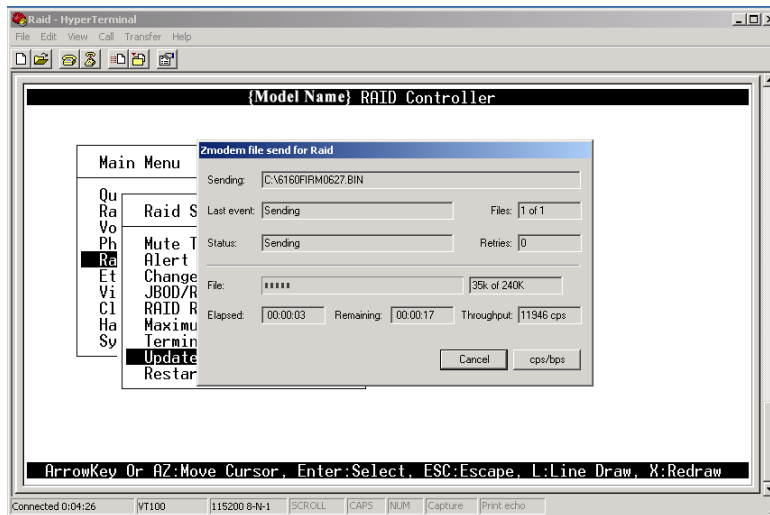 Raid - HyperTerminal
File Edit View Call Transfer Help
{Model Name} RAID Controller
Main Menu
Qu
Ra
Vo
Ph
Ra
Et
Vi
Cl
Ha
Sy
Raid S
Mute T
Alert
Change
JBOD/R
RAID R
Maximu
Termin
Update
Restar
Zmodem file send for Raid
Sending: C:\6160FIRM0627.BIN
Last event: Sending Files: 1 of 1
Status: Sending Retries: 0
File: 35k of 240K
Elapsed: 00:00:03 Remaining: 00:00:17 Throughput: 11946 cps
Cancel cps/bps
ArrowKey Or AZ:Move Cursor, Enter:Select, ESC:Escape, L:Line Draw, X:Redraw
Connected 0:04:26 VT100 115200 8-N-1 SCROLL CAPS NUM Capture Print echo